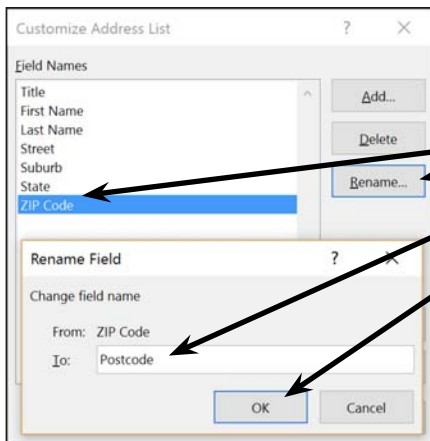 Customize Address List ? ×
Field Names
Title
First Name
Last Name
Street
Suburb
State
ZIP Code
Add...
Delete
Rename...
Rename Field ? ×
Change field name
From: ZIP Code
To: Postcode
OK Cancel